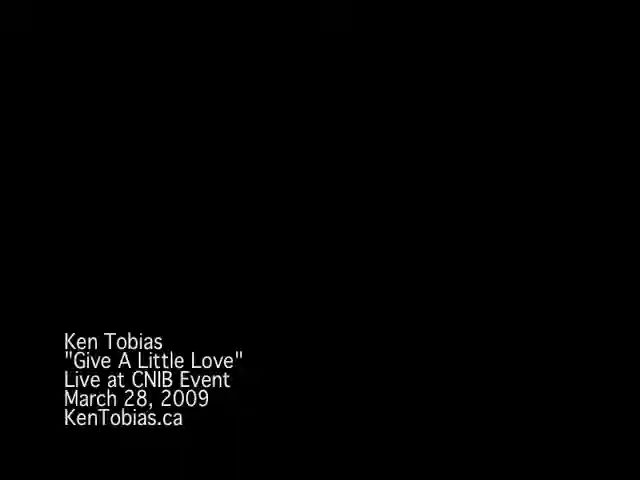 Ken Tobias
"Give A Little Love"
Live at CNIB Event
March 28, 2009
KenTobias.ca